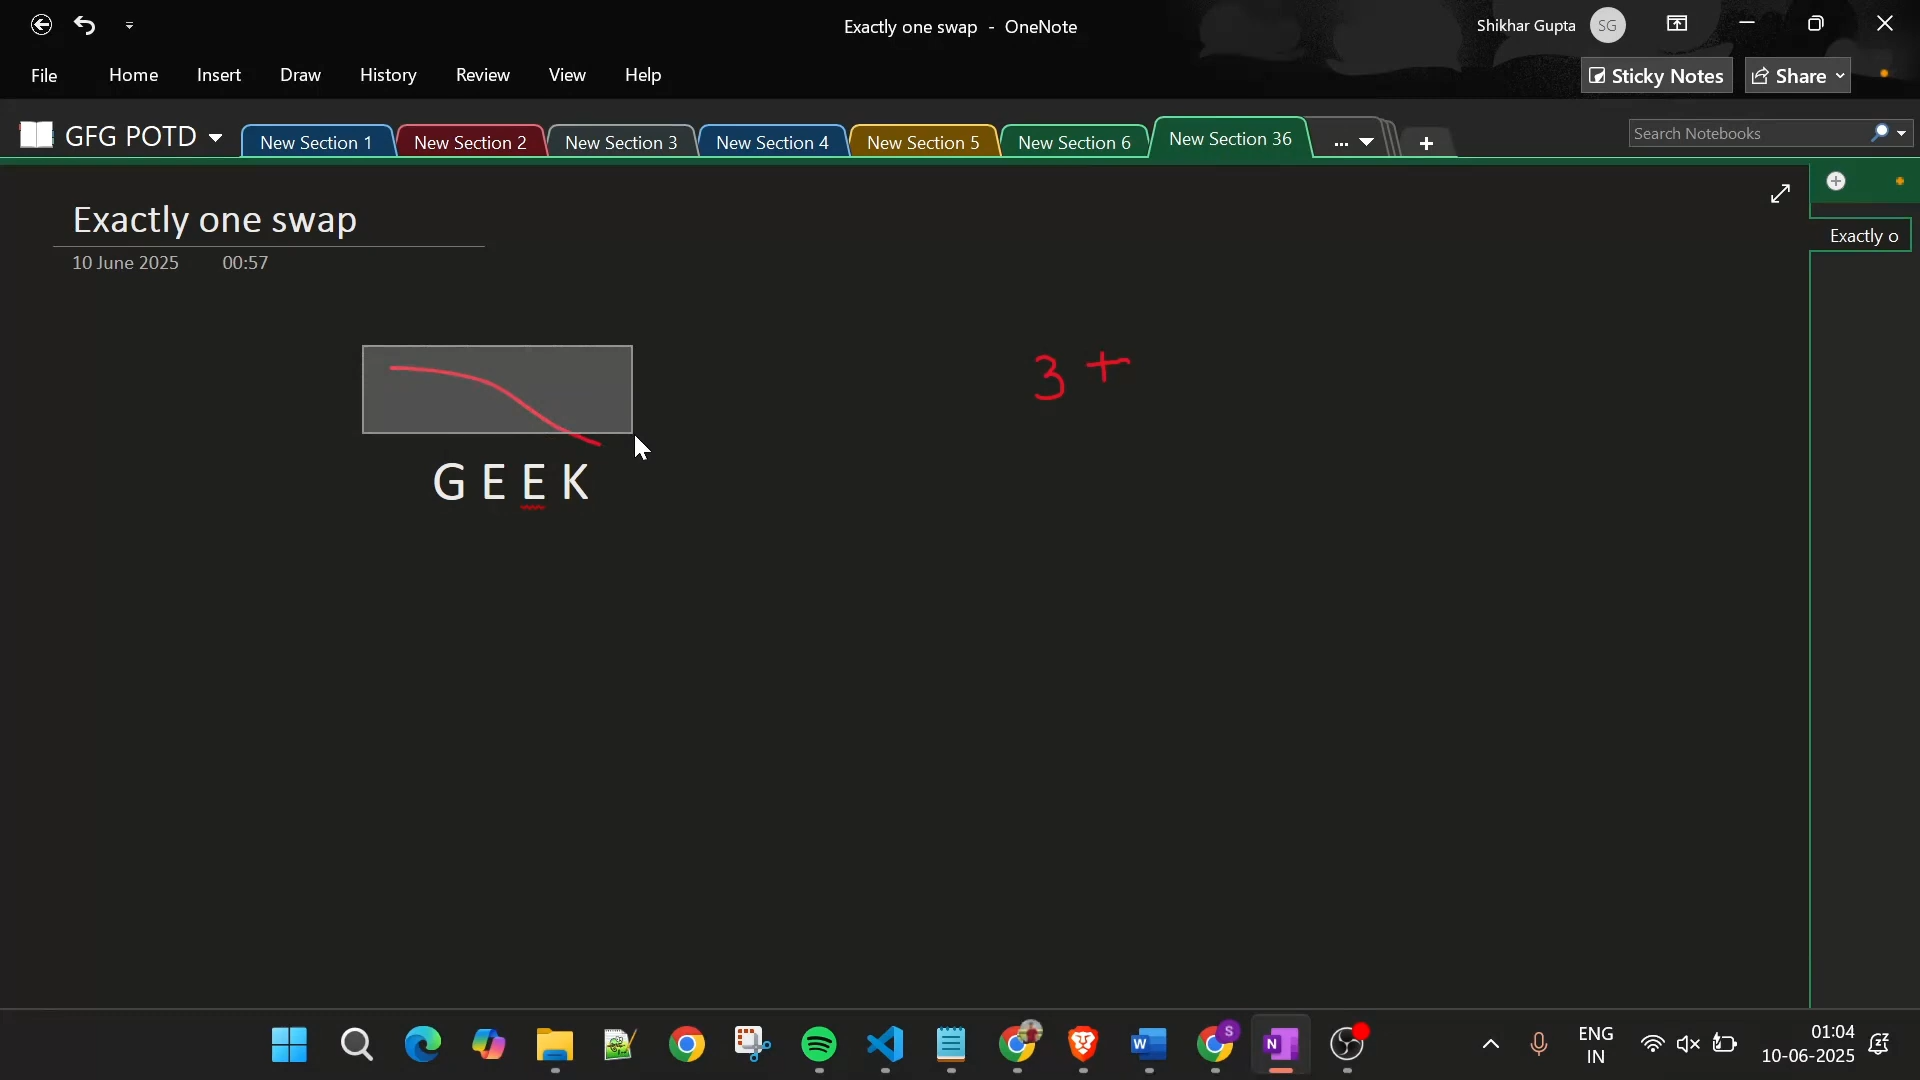 Exactly one swap - OneNote
Shikhar Gupta SG
File Home Insert Draw History Review View Help
Sticky Notes Share
GFG POTD New Section 1 New Section 2 New Section 3 New Section 4 New Section 5 New Section 6 New Section 36 ... +
Search Notebooks
Exactly one swap
Exactly o
10 June 2025 00:57
3 +
G E E K
ENG
IN
01:04
10-06-2025